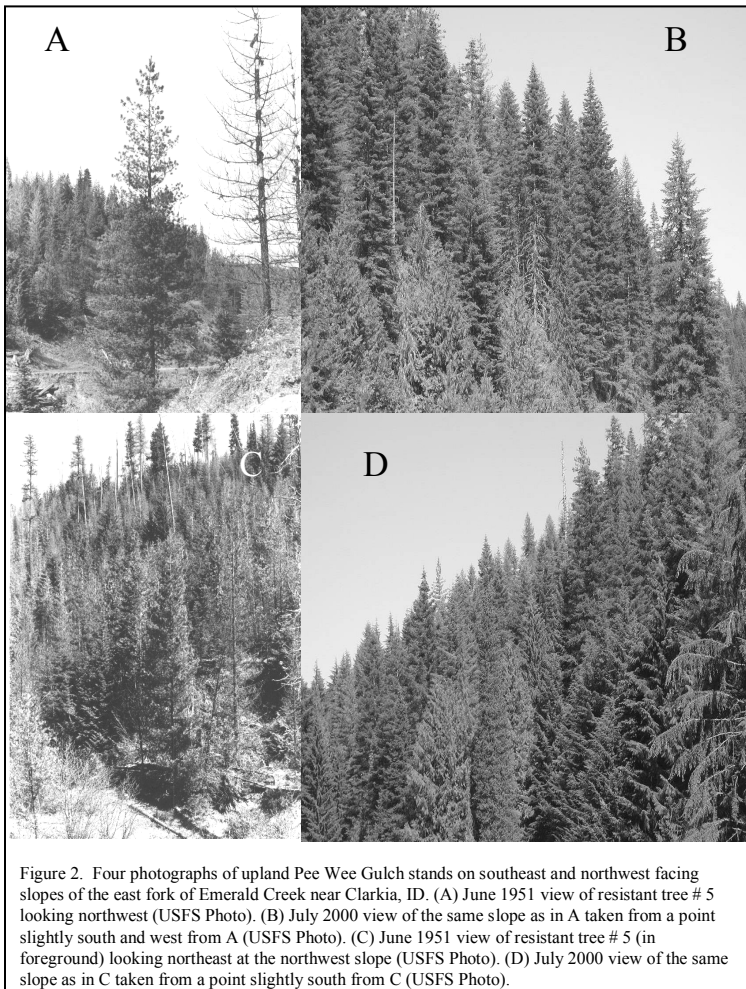 A
B
C
D
Figure 2. Four photographs of upland Pee Wee Gulch stands on southeast and northwest facing
slopes of the east fork of Emerald Creek near Clarkia, ID. (A) June 1951 view of resistant tree # 5
looking northwest (USFS Photo). (B) July 2000 view of the same slope as in A taken from a point
slightly south and west from A (USFS Photo). (C) June 1951 view of resistant tree # 5 (in
foreground) looking northeast at the northwest slope (USFS Photo). (D) July 2000 view of the same
slope as in C taken from a point slightly south from C (USFS Photo).